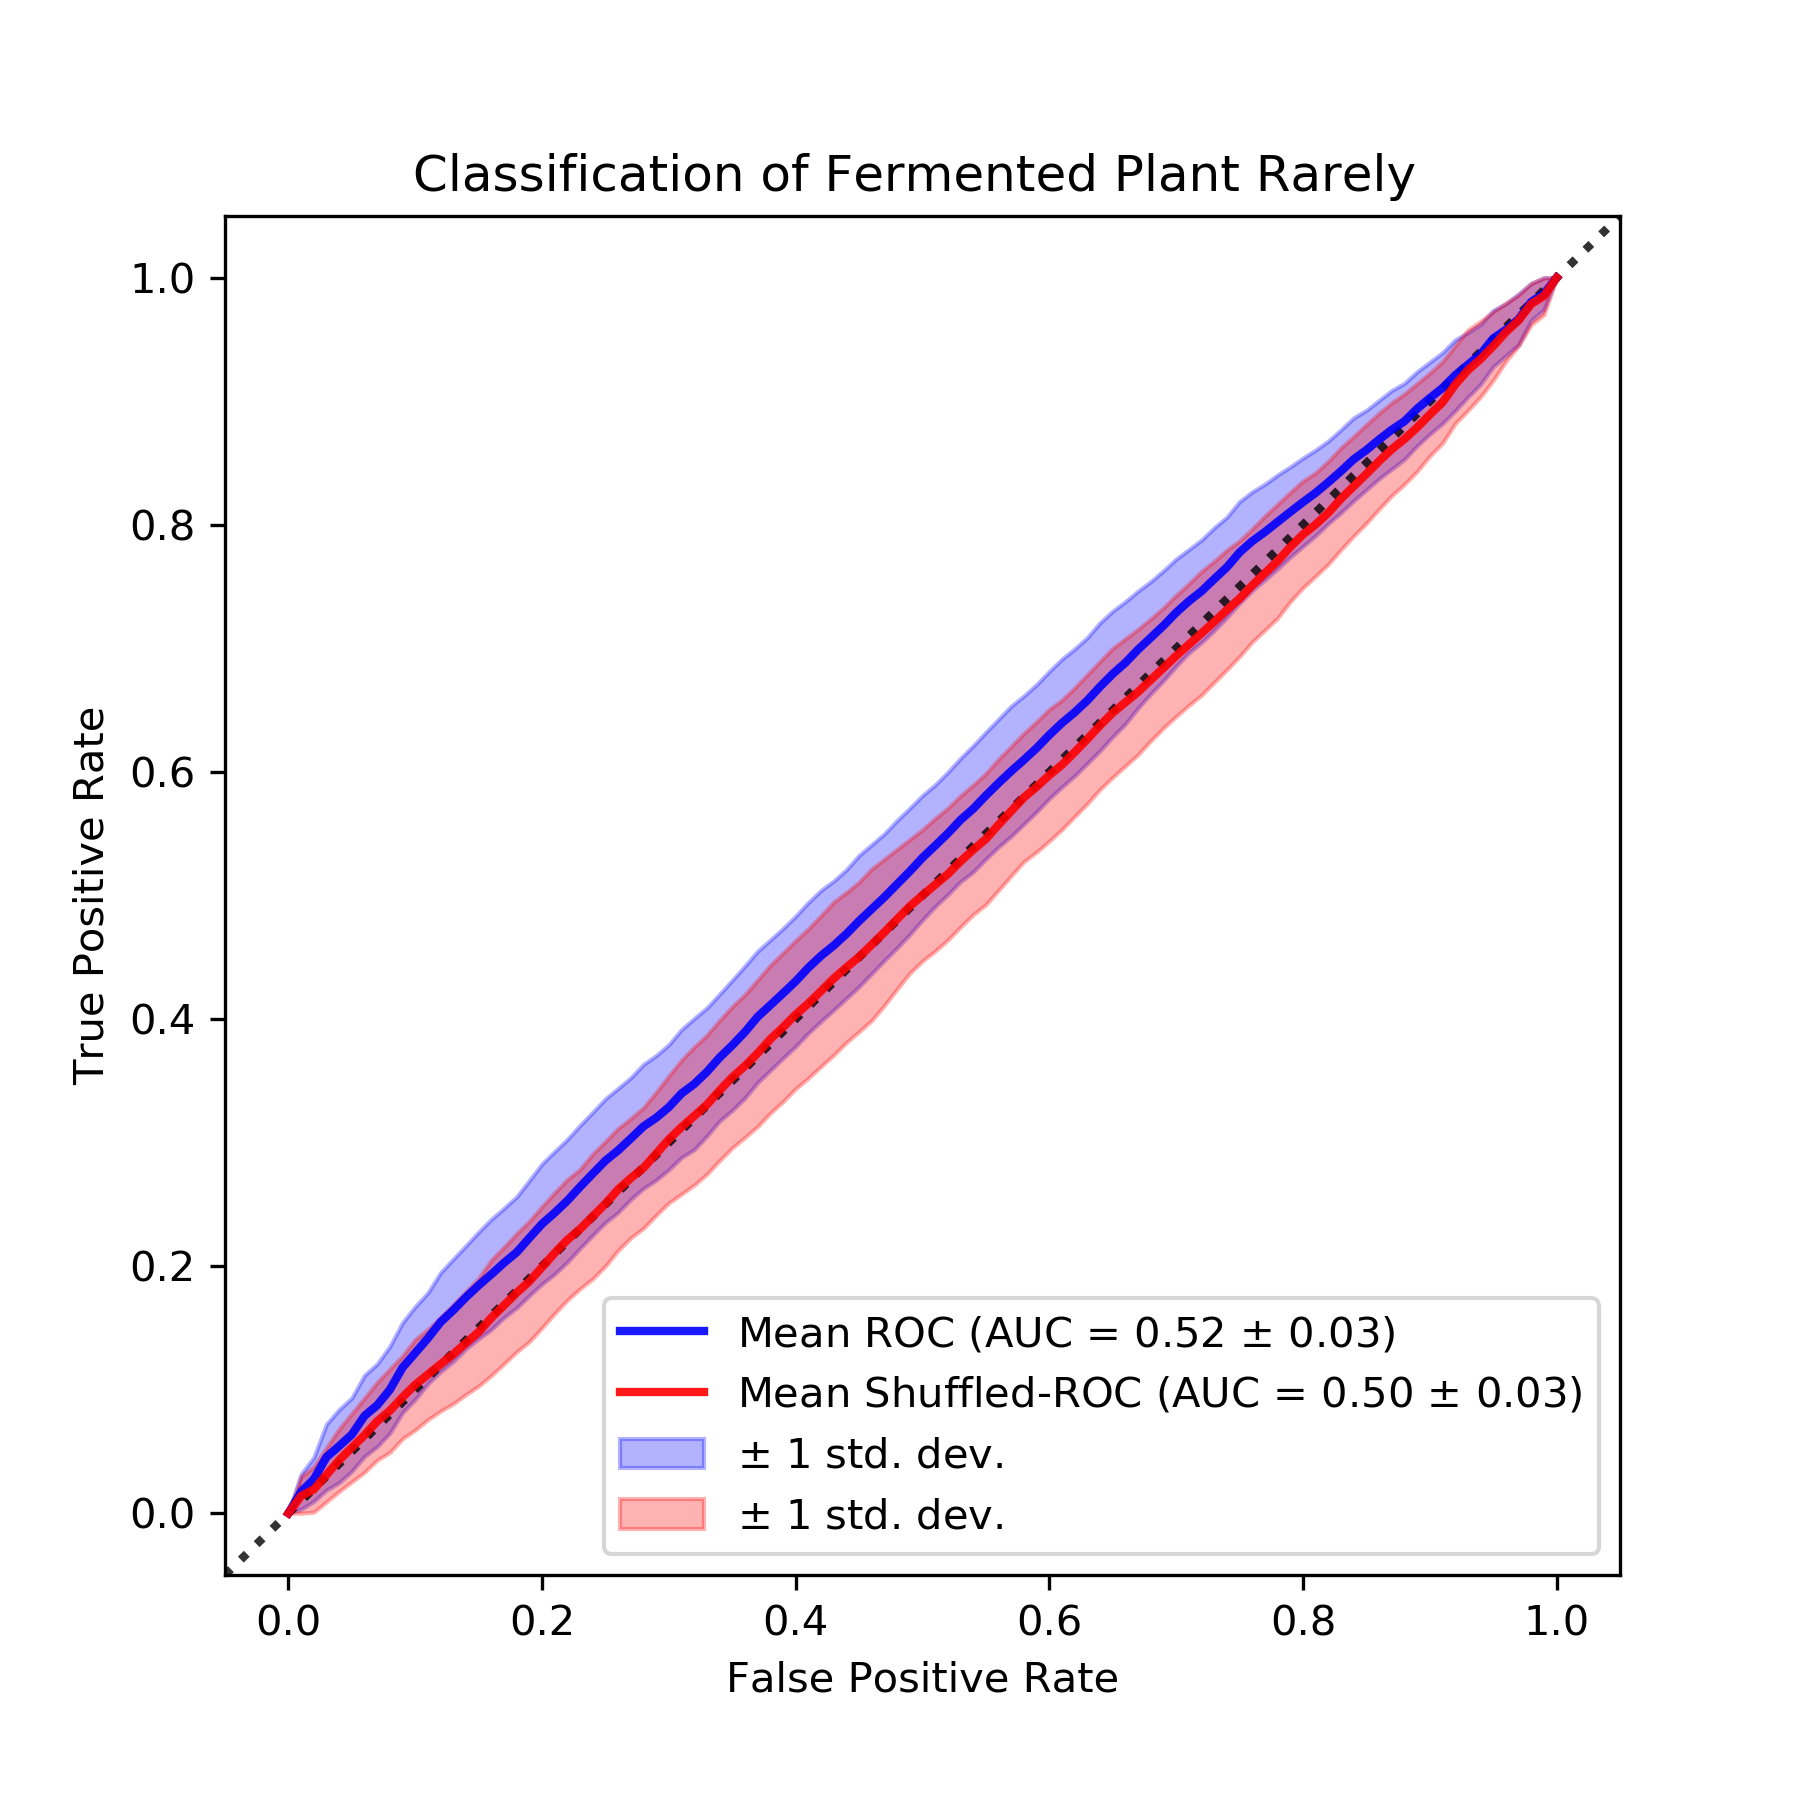 Classification of Fermented Plant Rarely
True Positive Rate
1.0
0.8
0.6
0.4
0.2
0.0
Mean ROC (AUC = 0.52 ± 0.03)
Mean Shuffled-ROC (AUC = 0.50 ± 0.03)
± 1 std. dev.
± 1 std. dev.
0.0 0.2 0.4 0.6 0.8 1.0
False Positive Rate